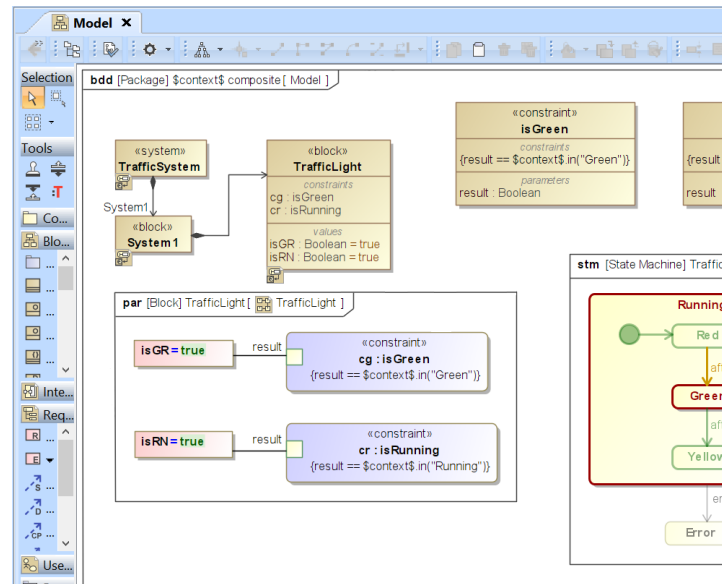 Model
Selection
Tools
Co...
Blo...
...
...
...
...
...
Inte...
Req...
R ...
E
S ...
D ...
CP ...
Use...
bdd [Package] $context$ composite[ Model ]
«system»
TrafficSystem
System1
«block»
System1
«block»
TrafficLight
constraints
cg : isGreen
cr : isRunning
values
isGR : Boolean = true
isRN : Boolean = true
«constraint»
isGreen
constraints
{result == $context$.in("Green")}
parameters
result : Boolean
{result
result
par [Block] TrafficLight[ TrafficLight ]
isGR=true
result
«constraint»
cg : isGreen
{result == $context$.in("Green")}
isRN=true
result
«constraint»
cr : isRunning
{result == $context$.in("Running")}
stm [State Machine] Traffic
Running
Red
af
Green
af
Yellow
er
Error